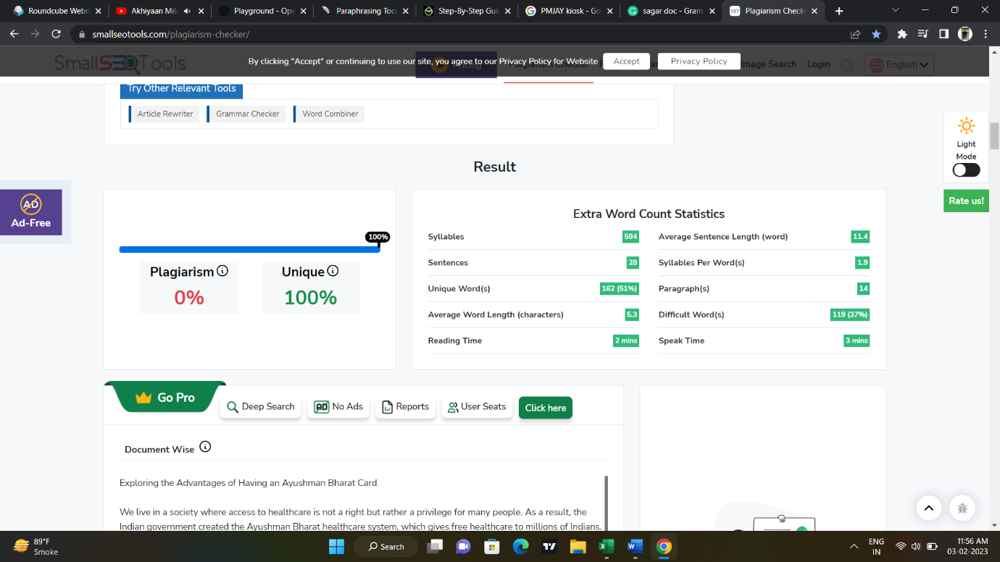 Roundcube Webm
Akhiyaan Mila
Playground - Ope
Paraphrasing Too
Step-By-Step Gui
PMJAY kiosk - Go
sagar doc - Gram
SST Plagiarism Check
smallseotools.com/plagiarism-checker/
SmallSEOTools
By clicking "Accept" or continuing to use our site, you agree to our Privacy Policy for Website
Accept
Privacy Policy
Pricing
Plagiarism Checker
Image Search
Login
English
Try Other Relevant Tools
Article Rewriter
Grammar Checker
Word Combiner
Light
Mode
Result
AD
Ad-Free
Rate us!
100%
Plagiarism
0%
Unique
100%
Extra Word Count Statistics
Syllables 594
Average Sentence Length (word) 11.4
Sentences 28
Syllables Per Word(s) 1.9
Unique Word(s) 162 (51%)
Paragraph(s) 14
Average Word Length (characters) 5.3
Difficult Word(s) 119 (37%)
Reading Time 2 mins
Speak Time 3 mins
Go Pro
Deep Search
AD No Ads
Reports
User Seats
Click here
Document Wise
Exploring the Advantages of Having an Ayushman Bharat Card
We live in a society where access to healthcare is not a right but rather a privilege for many people. As a result, the
Indian government created the Ayushman Bharat healthcare system, which gives free healthcare to millions of Indians.
89°F
Smoke
Search
ENG
IN
11:56 AM
03-02-2023